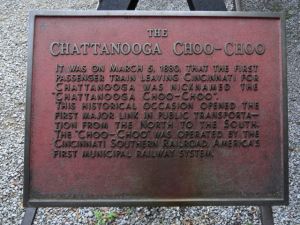 THE
CHATTANOOGA CHOO-CHOO
IT WAS ON MARCH 5, 1880, THAT THE FIRST
PASSENGER TRAIN LEAVING CINCINNATI FOR
CHATTANOOGA WAS NICKNAMED THE
"CHATTANOOGA CHOO-CHOO".
THIS HISTORICAL OCCASION OPENED THE
FIRST MAJOR LINK IN PUBLIC TRANSPORTA-
TION FROM THE NORTH TO THE SOUTH.
THE "CHOO-CHOO" WAS OPERATED BY THE
CINCINNATI SOUTHERN RAILROAD, AMERICA'S
FIRST MUNICIPAL RAILWAY SYSTEM.